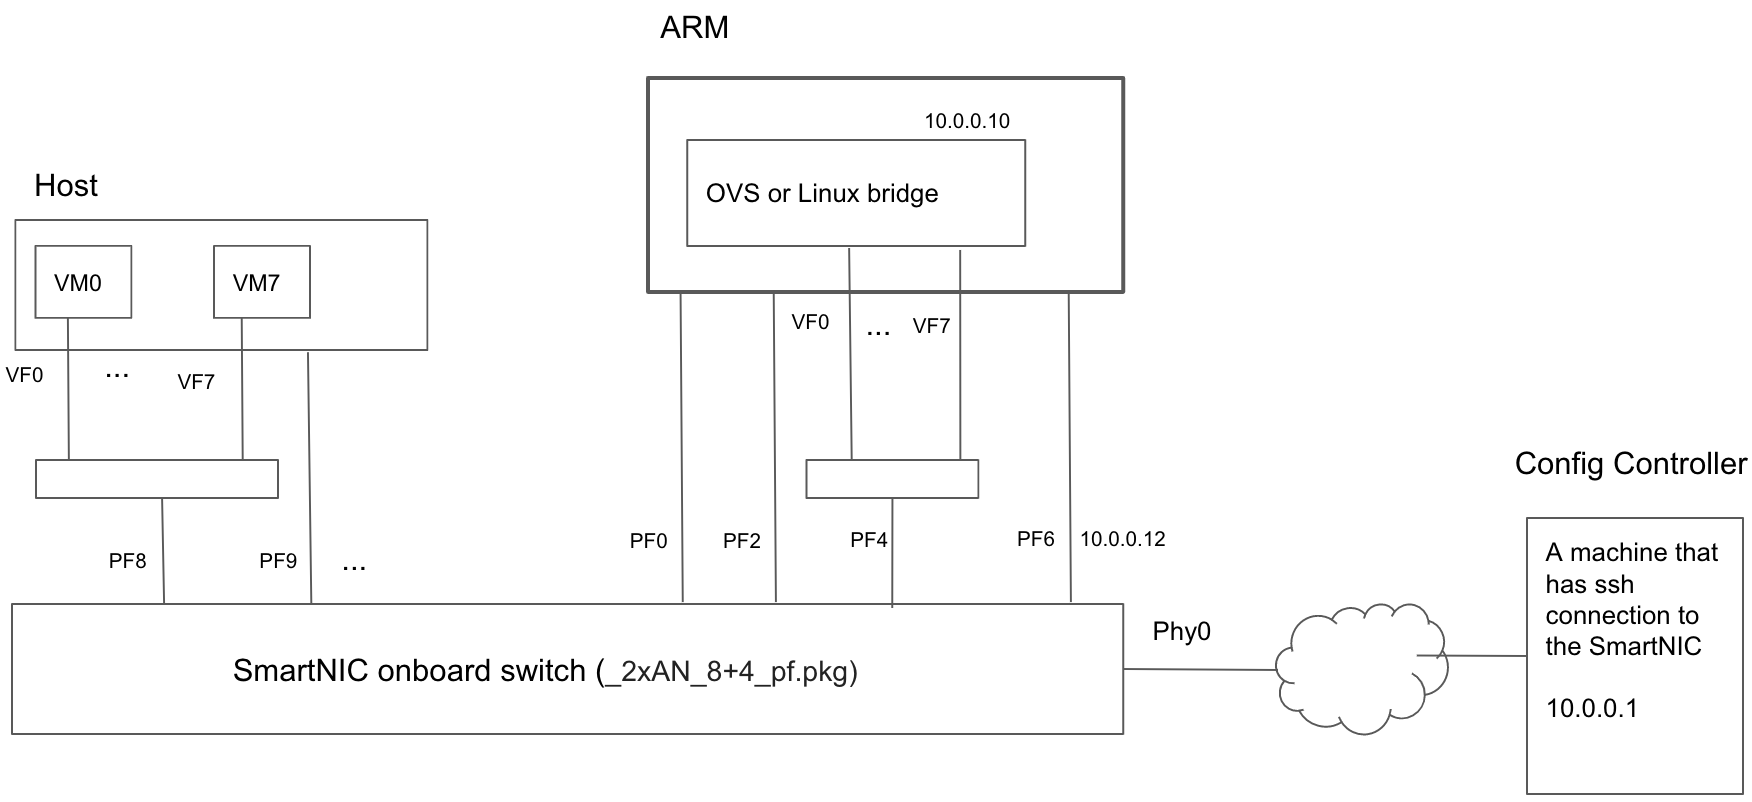 ARM
10.0.0.10
OVS or Linux bridge
Host
VM0
VM7
VF0
...
VF7
VF0
...
VF7
PF8
PF9
...
PF0
PF2
PF4
PF6
10.0.0.12
SmartNIC onboard switch (_2xAN_8+4_pf.pkg)
Phy0
Config Controller
A machine that
has ssh
connection to
the SmartNIC
10.0.0.1